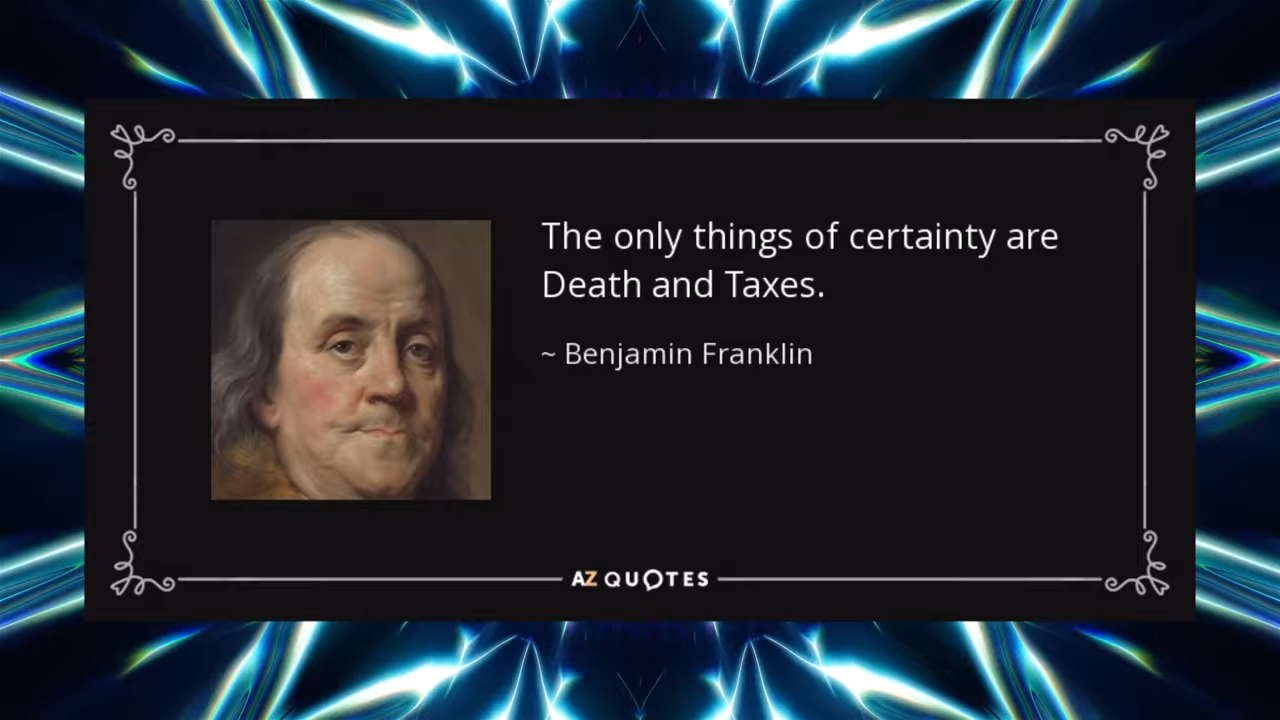 The only things of certainty are
Death and Taxes.
~ Benjamin Franklin
AZ QUOTES